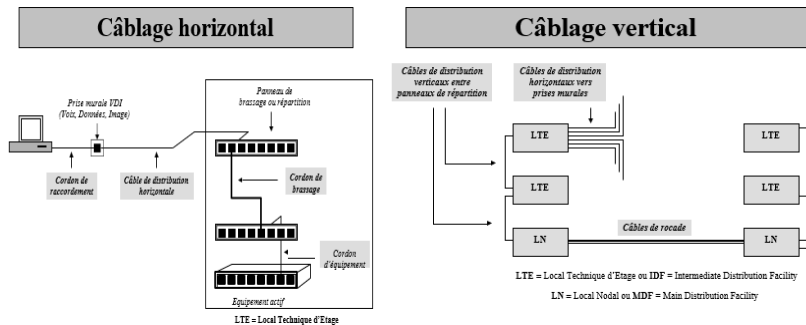 Câblage horizontal
Panneau de
brassage ou répartition
Prise murale VDI
(Voix, Données, Image)
Cordon de
raccordement
Câble de distribution
horizontale
Cordon de
brassage
Cordon
d'équipement
Equipement actif
LTE = Local Technique d'Etage
Câblage vertical
Câbles de distribution
verticaux entre
panneaux de répartition
Câbles de distribution
horizontaux vers
prises murales
LTE
LTE
LTE
LTE
LN
Câbles de rocade
LN
LTE = Local Technique d'Etage ou IDF = Intermediate Distribution Facility
LN = Local Nodal ou MDF = Main Distribution Facility